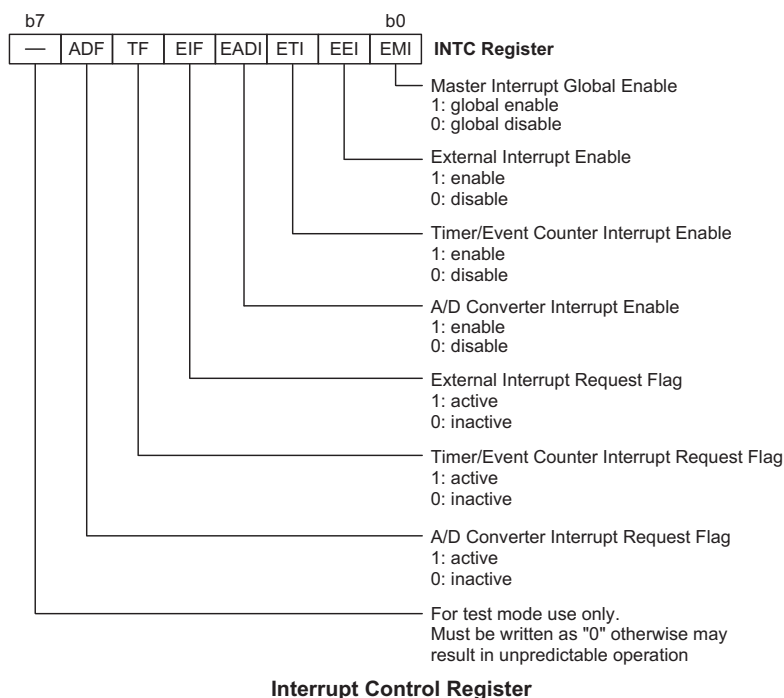 b7 b0
— ADF TF EIF EADI ETI EEI EMI INTC Register
Master Interrupt Global Enable
1: global enable
0: global disable
External Interrupt Enable
1: enable
0: disable
Timer/Event Counter Interrupt Enable
1: enable
0: disable
A/D Converter Interrupt Enable
1: enable
0: disable
External Interrupt Request Flag
1: active
0: inactive
Timer/Event Counter Interrupt Request Flag
1: active
0: inactive
A/D Converter Interrupt Request Flag
1: active
0: inactive
For test mode use only.
Must be written as "0" otherwise may
result in unpredictable operation
Interrupt Control Register